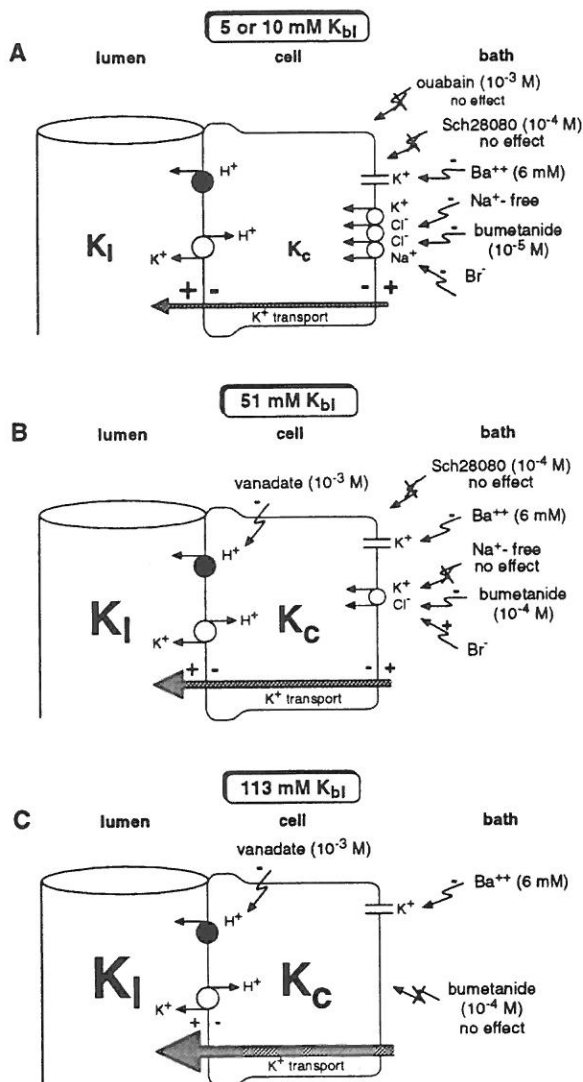 5 or 10 mM Kbl
A
lumen cell bath
ouabain (10-3 M)
no effect
Sch28080 (10-4 M)
no effect
H+
K+
Ba++ (6 mM)
K+
Na+- free
Cl-
H+
Kl
Kc
Cl-
bumetanide
(10-5 M)
K+
Na+
Br-
+ - - +
K+ transport
51 mM Kbl
B
lumen cell bath
Sch28080 (10-4 M)
no effect
vanadate (10-3 M)
-
Ba++ (6 mM)
H+
K+
Na+- free
no effect
K+
H+
Kl
Kc
Cl-
bumetanide
(10-4 M)
K+
Br-
+ - - +
K+ transport
113 mM Kbl
C
lumen cell bath
vanadate (10-3 M)
-
Ba++ (6 mM)
H+
K+
Kl
H+
Kc
K+
bumetanide
(10-4 M)
no effect
+ -
K+ transport